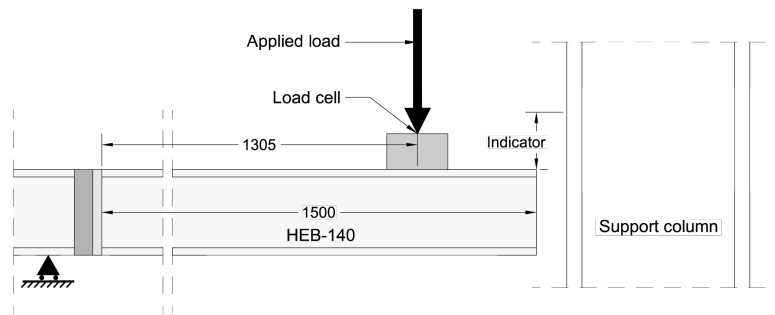 Applied load
Load cell
1305
Indicator
1500
HEB-140
Support column